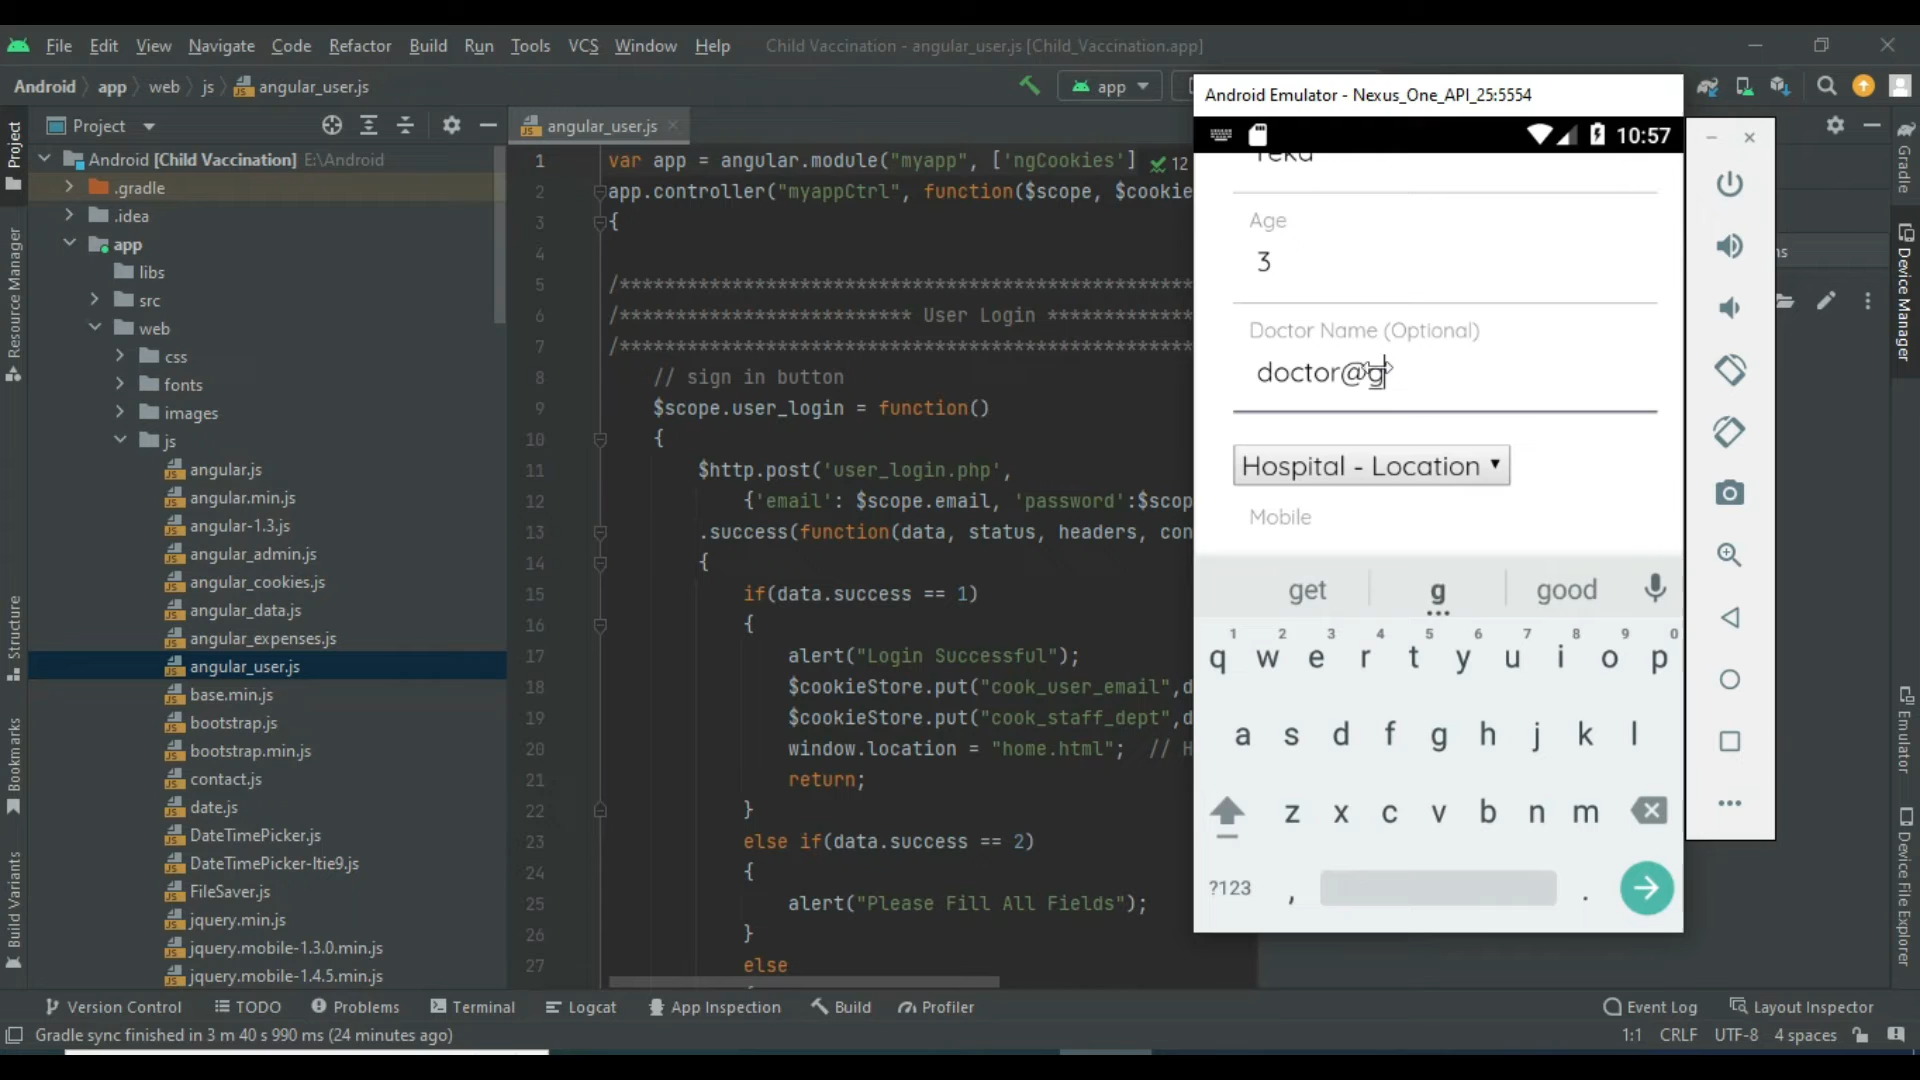 File Edit View Navigate Code Refactor Build Run Tools VCS Window Help Child Vaccination - angular_user.js [Child_Vaccination.app]
Android app web js angular_user.js app
Project
angular_user.js
Android [Child Vaccination] E:\Android
.gradle
.idea
app
libs
src
web
css
fonts
images
js
angular.js
angular.min.js
angular-1.3.js
angular_admin.js
angular_cookies.js
angular_data.js
angular_expenses.js
angular_user.js
base.min.js
bootstrap.js
bootstrap.min.js
contact.js
date.js
DateTimePicker.js
DateTimePicker-ltie9.js
FileSaver.js
jquery.min.js
jquery.mobile-1.3.0.min.js
jquery.mobile-1.4.5.min.js
1 var app = angular.module("myapp", ['ngCookies'] 12
2 app.controller("myappCtrl", function($scope, $cookie
3 {
4
5 /***************************************************
6 /************************** User Login *************
7 /***************************************************
8 // sign in button
9 $scope.user_login = function()
10 {
11 $http.post('user_login.php',
12 {'email': $scope.email, 'password':$scop
13 .success(function(data, status, headers, con
14 {
15 if(data.success == 1)
16 {
17 alert("Login Successful");
18 $cookieStore.put("cook_user_email",d
19 $cookieStore.put("cook_staff_dept",d
20 window.location = "home.html"; // H
21 return;
22 }
23 else if(data.success == 2)
24 {
25 alert("Please Fill All Fields");
26 }
27 else
Android Emulator - Nexus_One_API_25:5554
10:57
Age
3
Doctor Name (Optional)
doctor@g
Hospital - Location
Mobile
get g good
1 2 3 4 5 6 7 8 9 0
q w e r t y u i o p
a s d f g h j k l
z x c v b n m
?123 , .
Project
Resource Manager
Structure
Bookmarks
Build Variants
Gradle
Device Manager
Emulator
Device File Explorer
Version Control TODO Problems Terminal Logcat App Inspection Build Profiler Event Log Layout Inspector
Gradle sync finished in 3 m 40 s 990 ms (24 minutes ago) 1:1 CRLF UTF-8 4 spaces